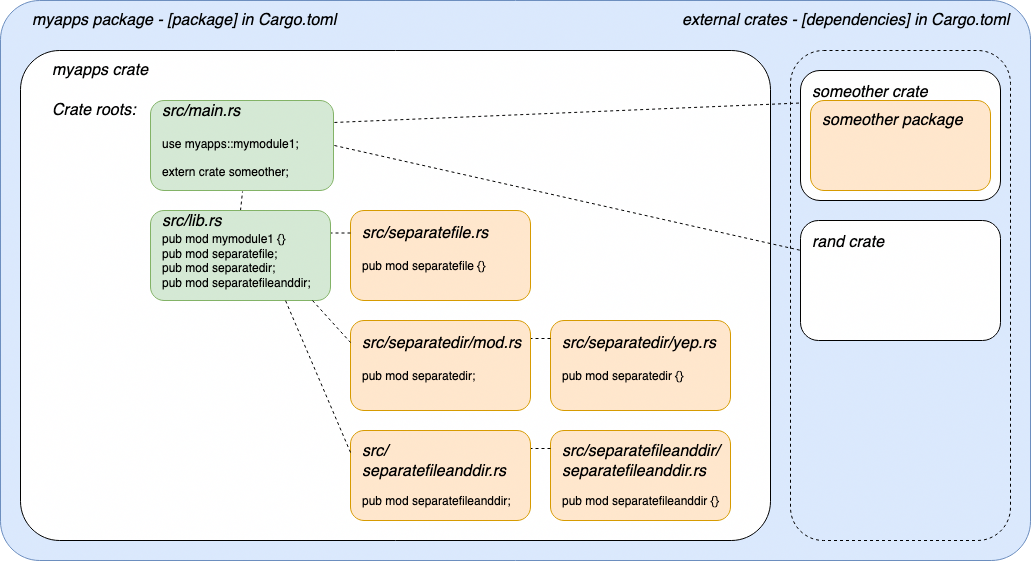 myapps package - [package] in Cargo.toml
external crates - [dependencies] in Cargo.toml
myapps crate
Crate roots:
src/main.rs
use myapps::mymodule1;
extern crate someother;
someother crate
someother package
src/lib.rs
pub mod mymodule1 {}
pub mod separatefile;
pub mod separatedir;
pub mod separatefileanddir;
src/separatefile.rs
pub mod separatefile {}
rand crate
src/separatedir/mod.rs
pub mod separatedir;
src/separatedir/yep.rs
pub mod separatedir {}
src/
separatefileanddir.rs
pub mod separatefileanddir;
src/separatefileanddir/
separatefileanddir.rs
pub mod separatefileanddir {}